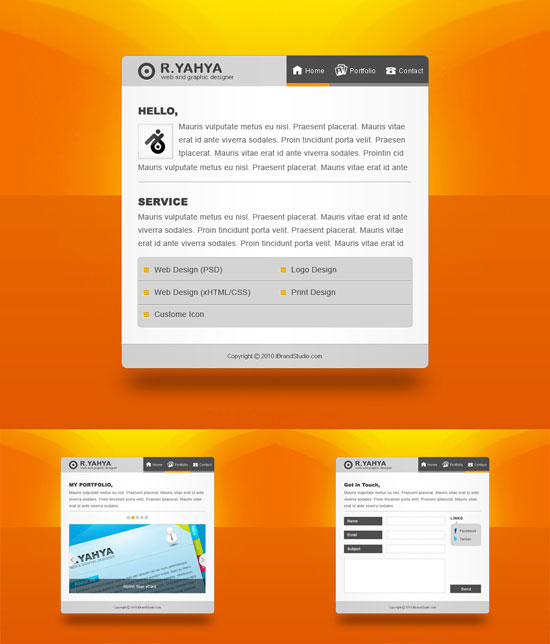 R.YAHYA
web and graphic designer
Home Portfolio Contact
HELLO,
Mauris vulputate metus eu nisl. Praesent placerat. Mauris vitae
erat id ante viverra sodales. Proin tincidunt porta velit. Praesen
tplacerat. Mauris vitae erat id ante viverra sodales. Prointin cid
Mauris vulputate metus eu nisl. Praesent placerat. Mauris vitae erat id ante
SERVICE
Mauris vulputate metus eu nisl. Praesent placerat. Mauris vitae erat id ante
viverra sodales. Proin tincidunt porta velit. Praesent placerat. Mauris vitae
erat id ante viverra sodales. Proin tincidunt porta velit. Mauris vitae erat id
Web Design (PSD) Logo Design
Web Design (xHTML/CSS) Print Design
Custome Icon
Copyright © 2010 IBrandStudio.com
R.YAHYA
web and graphic designer
Home Portfolio Contact
MY PORTFOLIO,
Mauris vulputate metus eu nisl. Praesent placerat. Mauris vitae erat id ante
viverra sodales. Proin tincidunt porta velit. Praesent placerat. Mauris vitae
erat id ante viverra sodales.
R.YAHYA
WEB & GRAPHIC DESIGNER
Copyright © 2010 IBrandStudio.com
R.YAHYA
web and graphic designer
Home Portfolio Contact
Get in Touch,
Mauris vulputate metus eu nisl. Praesent placerat. Mauris vitae erat id ante
viverra sodales. Proin tincidunt porta velit. Praesent placerat. Mauris vitae
erat id ante viverra sodales.
Name
Email
Subject
LINKS
Facebook
Twitter
Send
Copyright © 2010 IBrandStudio.com